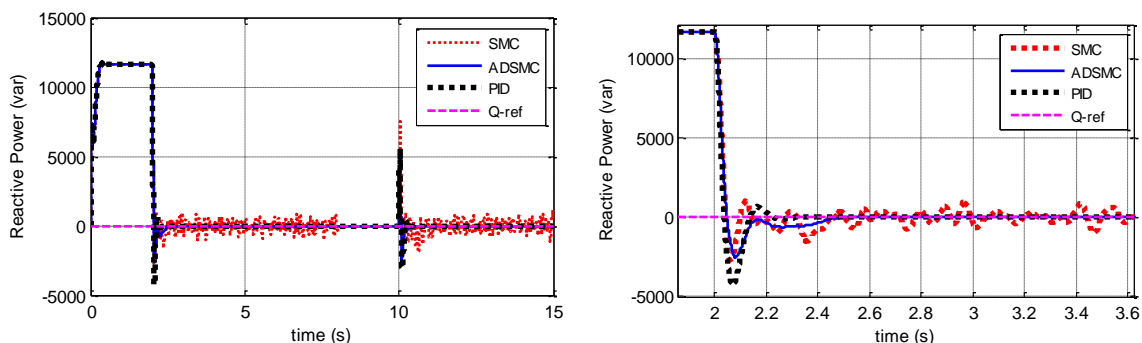 15000
10000
5000
0
-5000
Reactive Power (var)
0
5
10
15
time (s)
SMC
ADSMC
PID
Q-ref
10000
5000
0
-5000
Reactive Power (var)
2
2.2
2.4
2.6
2.8
3
3.2
3.4
3.6
time (s)
SMC
ADSMC
PID
Q-ref